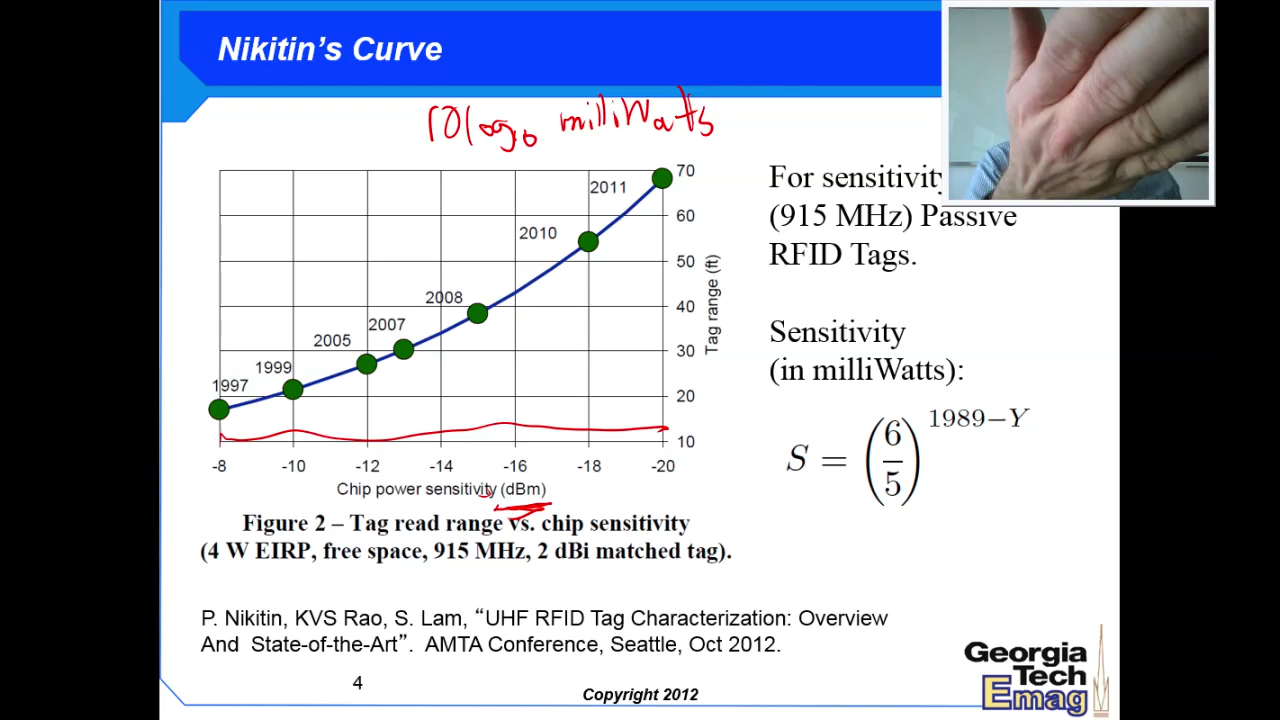 Nikitin's Curve
10log10 milliWatts
70
60
50
40
30
20
10
Tag range (ft)
1997
1999
2005
2007
2008
2010
2011
-8 -10 -12 -14 -16 -18 -20
Chip power sensitivity (dBm)
Figure 2 – Tag read range vs. chip sensitivity
(4 W EIRP, free space, 915 MHz, 2 dBi matched tag).
For sensitivity
(915 MHz) Passive
RFID Tags.
Sensitivity
(in milliWatts):
S = (6/5)^1989−Y
P. Nikitin, KVS Rao, S. Lam, “UHF RFID Tag Characterization: Overview
And State-of-the-Art”. AMTA Conference, Seattle, Oct 2012.
4
Copyright 2012
Georgia
Tech
Emag